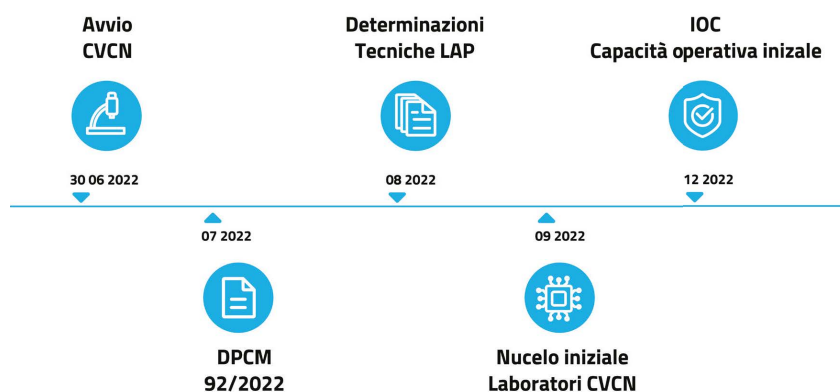 Avvio
CVCN
30 06 2022
07 2022
DPCM
92/2022
Determinazioni
Tecniche LAP
08 2022
09 2022
Nucelo iniziale
Laboratori CVCN
IOC
Capacità operativa inizale
12 2022